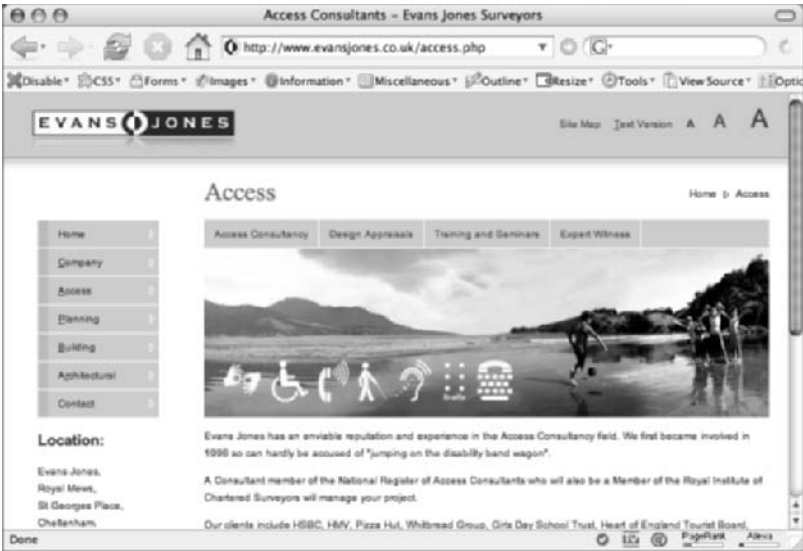 Access Consultants – Evans Jones Surveyors
http://www.evansjones.co.uk/access.php
Disable CSS Forms Images Information Miscellaneous Outline Resize Tools View Source Optio
EVANS JONES
Site Map Text Version A A A
Access
Home Access
Access Consultancy Design Appraisals Training and Seminars Expert Witness
Home
Company
Access
Planning
Building
Architectural
Contact
Braille
Location:
Evans Jones,
Royal Mews,
St Georges Place,
Cheltenham,
Evans Jones has an enviable reputation and experience in the Access Consultancy field. We first became involved in
1998 so can hardly be accused of "jumping on the disability band wagon".
A Consultant member of the National Register of Access Consultants who will also be a Member of the Royal Institute of
Chartered Surveyors will manage your project.
Our clients include HSBC, HMV, Pizza Hut, Whitbread Group, Girls Day School Trust, Heart of England Tourist Board,
Done PageRank Alexa